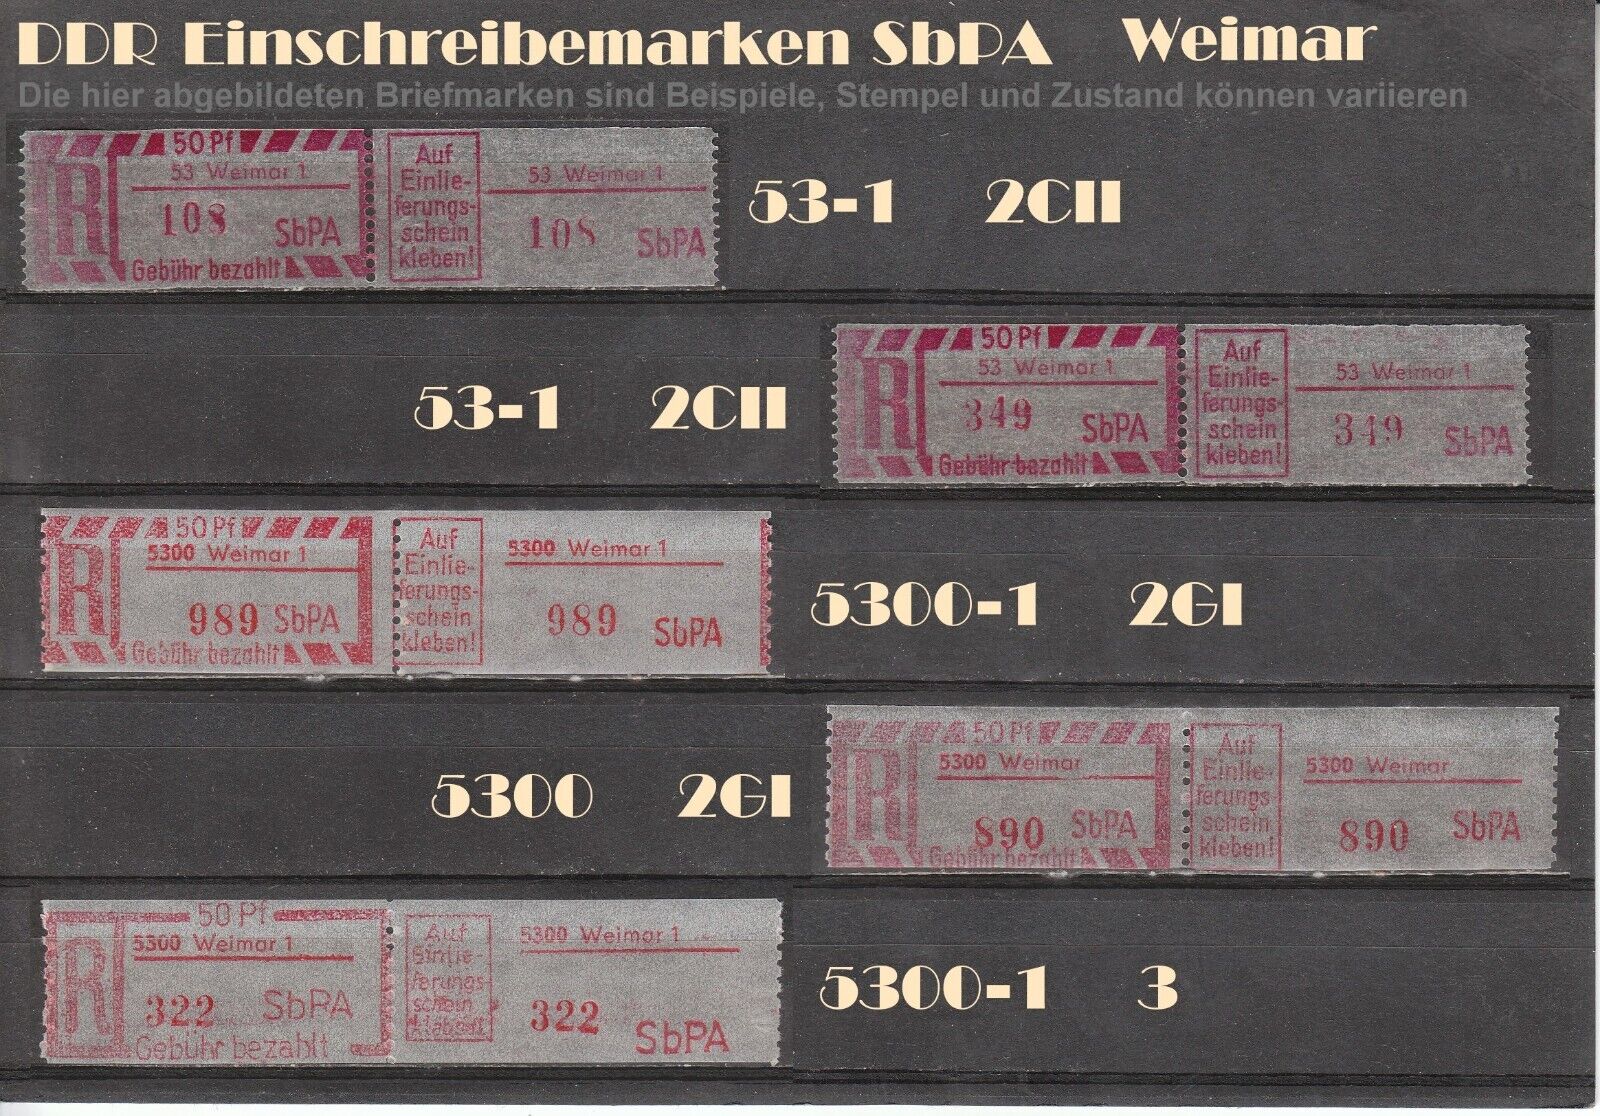 DDR Einschreibemarken SbPA Weimar
Die hier abgebildeten Briefmarken sind Beispiele, Stempel und Zustand können variieren
50 Pf
53 Weimar 1
R
108 SbPA
Gebühr bezahlt
Auf
Einlie-
ferungs-
schein
kleben!
53 Weimar 1
108 SbPA
53-1 2CII
53-1 2CII
50 Pf
53 Weimar 1
R
349 SbPA
Gebühr bezahlt
Auf
Einlie-
ferungs-
schein
kleben!
53 Weimar 1
349 SbPA
50 Pf
5300 Weimar 1
R
989 SbPA
Gebühr bezahlt
Auf
Einlie-
ferungs-
schein
kleben!
5300 Weimar 1
989 SbPA
5300-1 2GI
5300 2GI
50 Pf
5300 Weimar
R
890 SbPA
Gebühr bezahlt
Auf
Einlie-
ferungs-
schein
kleben!
5300 Weimar
890 SbPA
50 Pf
5300 Weimar 1
R
322 SbPA
Gebühr bezahlt
Auf
Einlie-
ferungs-
schein
kleben!
5300 Weimar 1
322 SbPA
5300-1 3